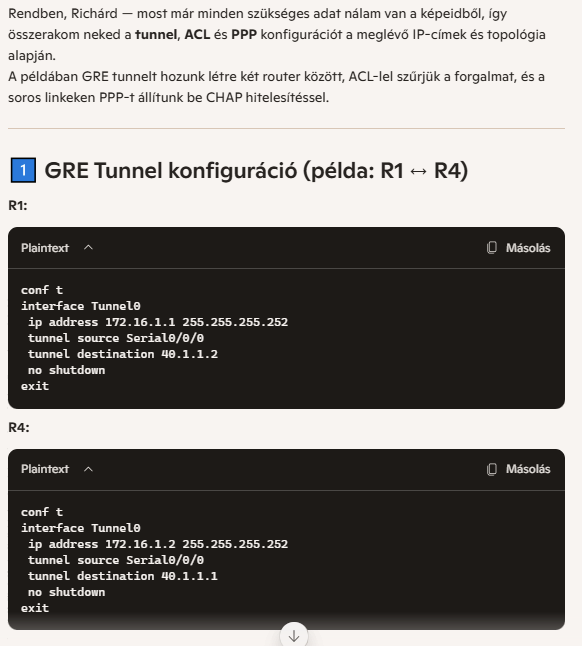 Rendben, Richárd — most már minden szükséges adat nálam van a képeidből, így
összerakom neked a tunnel, ACL és PPP konfigurációt a meglévő IP-címek és topológia
alapján.
A példában GRE tunnelt hozunk létre két router között, ACL-lel szűrjük a forgalmat, és a
soros linkeken PPP-t állítunk be CHAP hitelesítéssel.
1 GRE Tunnel konfiguráció (példa: R1 ↔ R4)
R1:
Plaintext Másolás
conf t
interface Tunnel0
ip address 172.16.1.1 255.255.255.252
tunnel source Serial0/0/0
tunnel destination 40.1.1.2
no shutdown
exit
R4:
Plaintext Másolás
conf t
interface Tunnel0
ip address 172.16.1.2 255.255.255.252
tunnel source Serial0/0/0
tunnel destination 40.1.1.1
no shutdown
exit